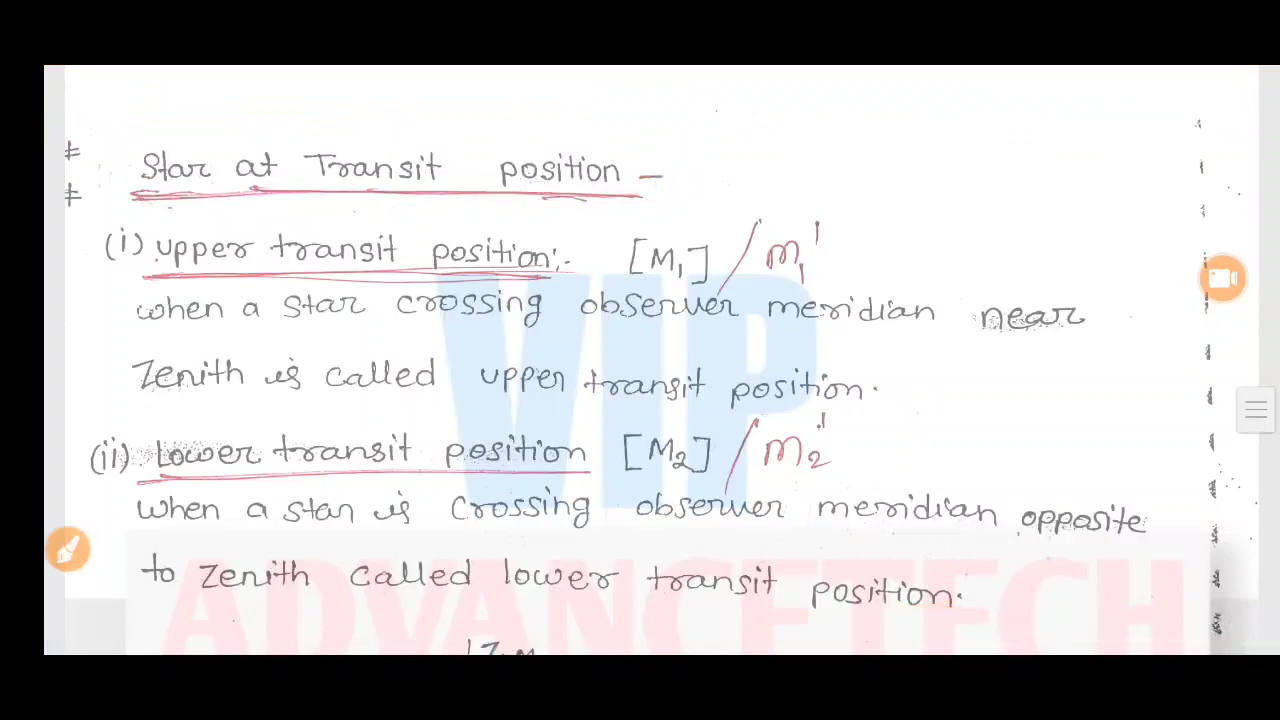 Star at Transit position -
(i) upper transit position:- [M1] / m1'
when a star crossing observer meridian near
Zenith is called upper transit position.
(ii) Lower transit position [M2] / m2'
when a star is crossing observer meridian opposite
to zenith called lower transit position.
VIP
ADVANCETECH